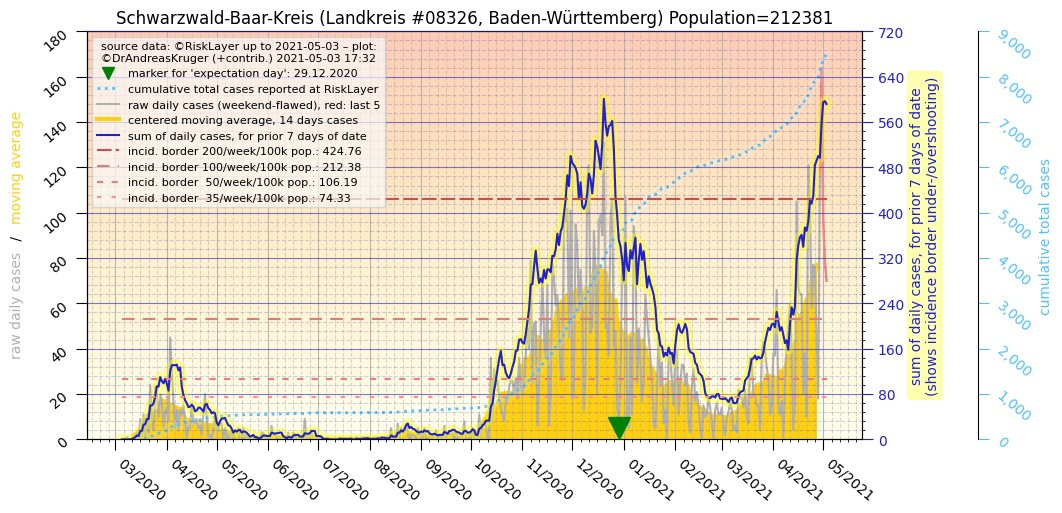 Schwarzwald-Baar-Kreis (Landkreis #08326, Baden-Württemberg) Population=212381
source data: ©RiskLayer up to 2021-05-03 – plot:
©DrAndreasKruger (+contrib.) 2021-05-03 17:32
marker for 'expectation day': 29.12.2020
cumulative total cases reported at RiskLayer
raw daily cases (weekend-flawed), red: last 5
centered moving average, 14 days cases
sum of daily cases, for prior 7 days of date
incid. border 200/week/100k pop.: 424.76
incid. border 100/week/100k pop.: 212.38
incid. border  50/week/100k pop.: 106.19
incid. border  35/week/100k pop.: 74.33
raw daily cases  /  moving average
180
160
140
120
100
80
60
40
20
0
03/2020
04/2020
05/2020
06/2020
07/2020
08/2020
09/2020
10/2020
11/2020
12/2020
01/2021
02/2021
03/2021
04/2021
05/2021
720
640
560
480
400
320
240
160
80
0
sum of daily cases, for prior 7 days of date
(shows incidence border under-/overshooting)
9,000
8,000
7,000
6,000
5,000
4,000
3,000
2,000
1,000
0
cumulative total cases